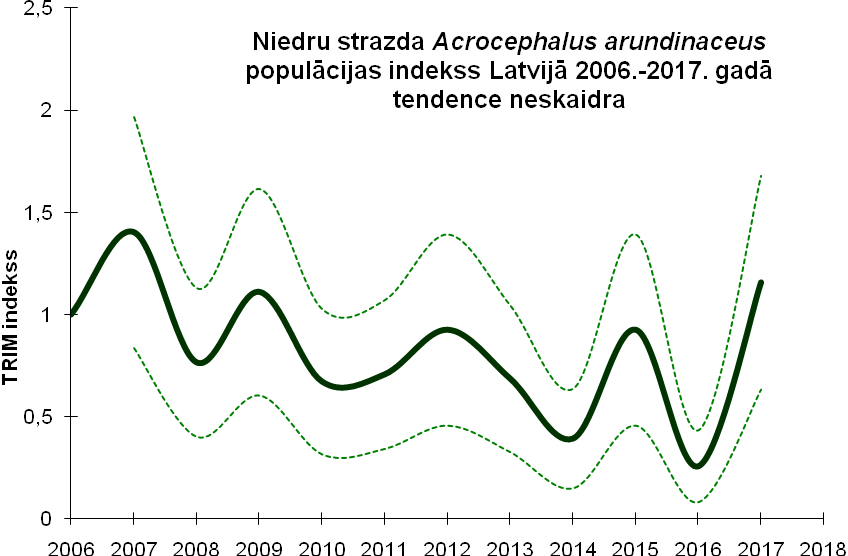 Niedru strazda Acrocephalus arundinaceus
populācijas indekss Latvijā 2006.-2017. gadā
tendence neskaidra
TRIM indekss
2,5
2
1,5
1
0,5
0
2006 2007 2008 2009 2010 2011 2012 2013 2014 2015 2016 2017 2018